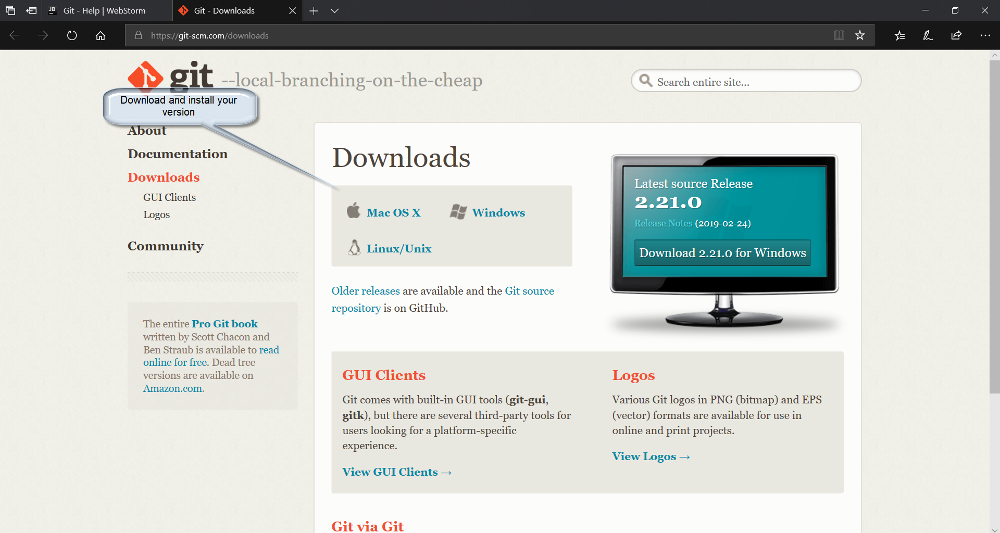 Git - Help | WebStorm
Git - Downloads
https://git-scm.com/downloads
git --local-branching-on-the-cheap
Search entire site...
Download and install your
version
About
Documentation
Downloads
GUI Clients
Logos
Community
The entire Pro Git book
written by Scott Chacon and
Ben Straub is available to read
online for free. Dead tree
versions are available on
Amazon.com.
Downloads
Mac OS X
Windows
Linux/Unix
Older releases are available and the Git source
repository is on GitHub.
Latest source Release
2.21.0
Release Notes (2019-02-24)
Download 2.21.0 for Windows
GUI Clients
Git comes with built-in GUI tools (git-gui,
gitk), but there are several third-party tools for
users looking for a platform-specific
experience.
View GUI Clients →
Logos
Various Git logos in PNG (bitmap) and EPS
(vector) formats are available for use in
online and print projects.
View Logos →
Git via Git